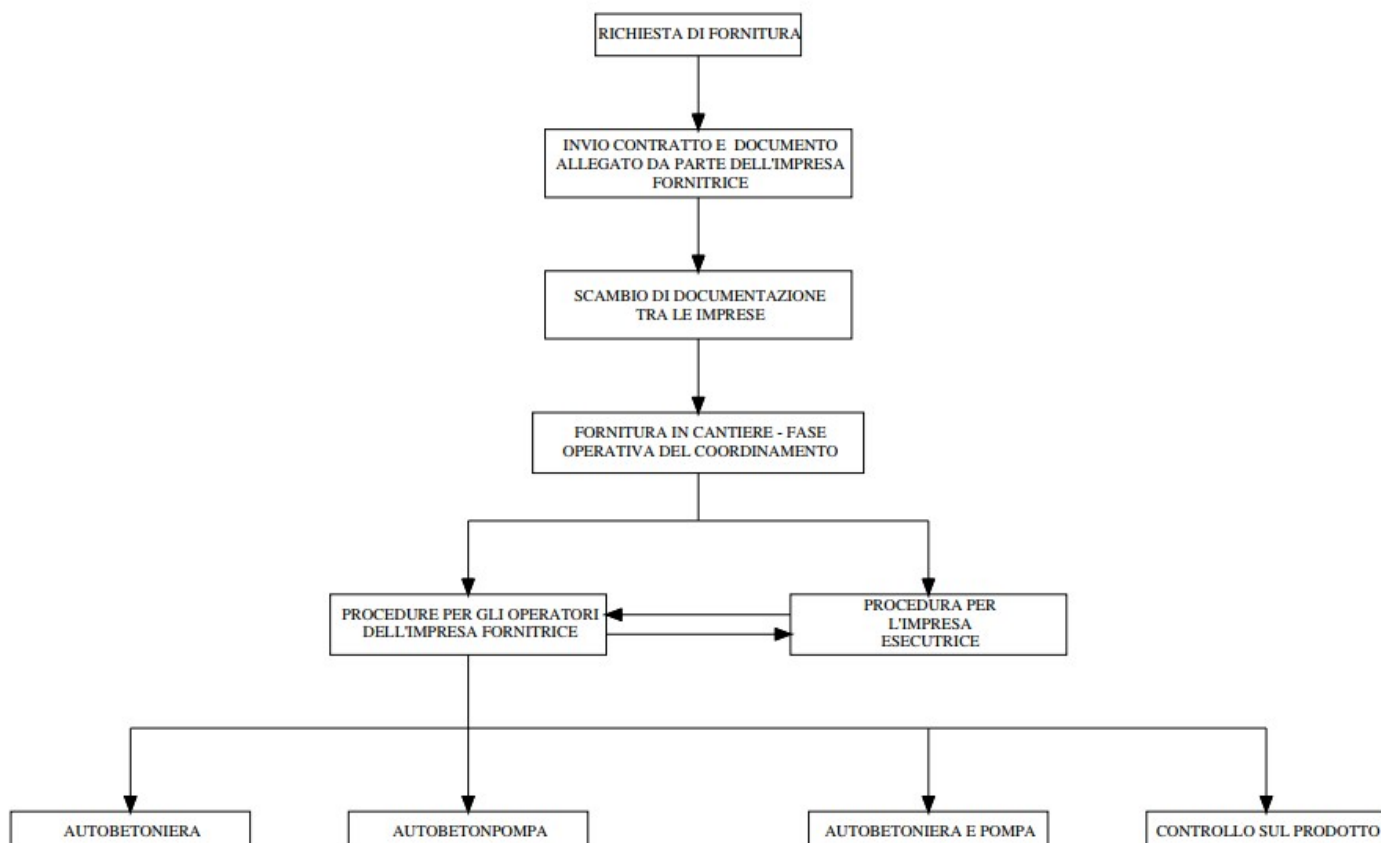 RICHIESTA DI FORNITURA
INVIO CONTRATTO E DOCUMENTO
ALLEGATO DA PARTE DELL'IMPRESA
FORNITRICE
SCAMBIO DI DOCUMENTAZIONE
TRA LE IMPRESE
FORNITURA IN CANTIERE - FASE
OPERATIVA DEL COORDINAMENTO
PROCEDURE PER GLI OPERATORI
DELL'IMPRESA FORNITRICE
PROCEDURA PER
L'IMPRESA
ESECUTRICE
AUTOBETONIERA
AUTOBETONPOMPA
AUTOBETONIERA E POMPA
CONTROLLO SUL PRODOTTO